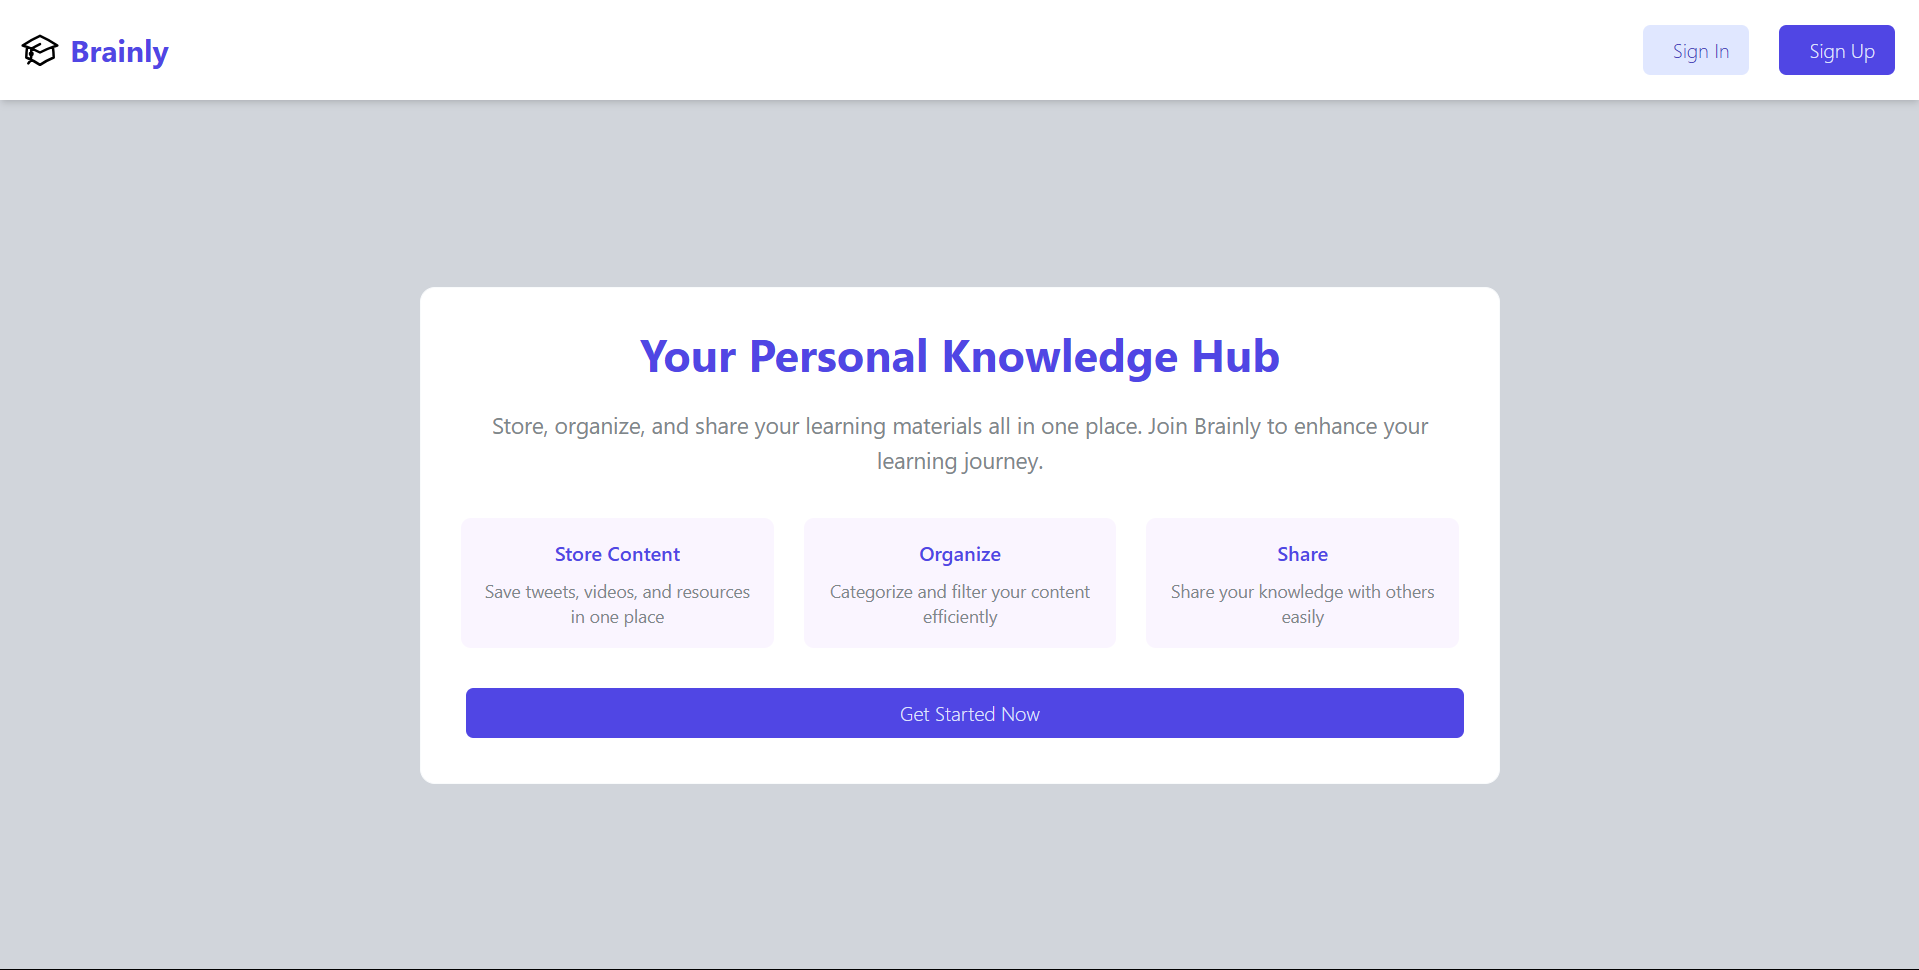 Brainly
Sign In
Sign Up
Your Personal Knowledge Hub
Store, organize, and share your learning materials all in one place. Join Brainly to enhance your
learning journey.
Store Content
Save tweets, videos, and resources
in one place
Organize
Categorize and filter your content
efficiently
Share
Share your knowledge with others
easily
Get Started Now